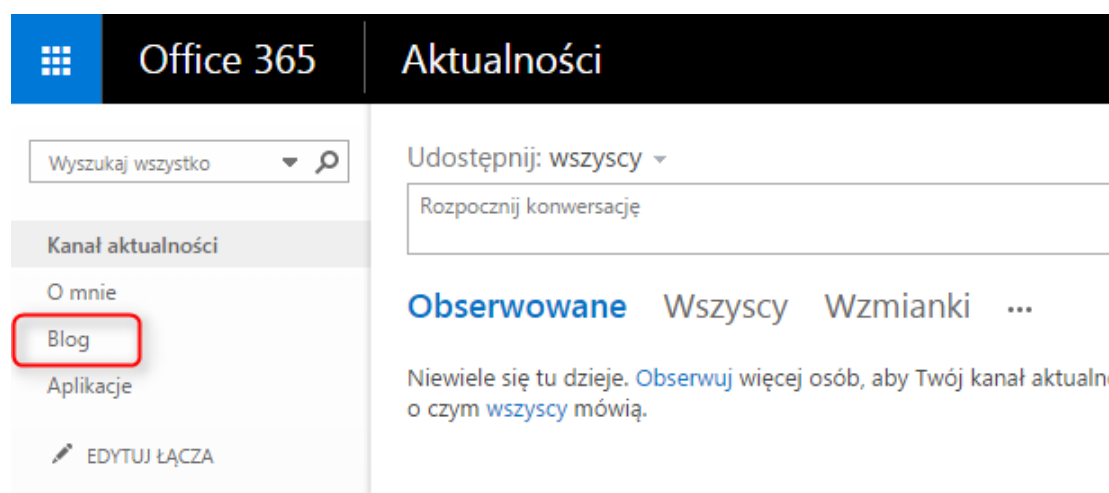 Office 365
Aktualności
Wyszukaj wszystko
Kanał aktualności
O mnie
Blog
Aplikacje
EDYTUJ ŁĄCZA
Udostępnij: wszyscy
Rozpocznij konwersację
Obserwowane Wszyscy Wzmianki ...
Niewiele się tu dzieje. Obserwuj więcej osób, aby Twój kanał
o czym wszyscy mówią.